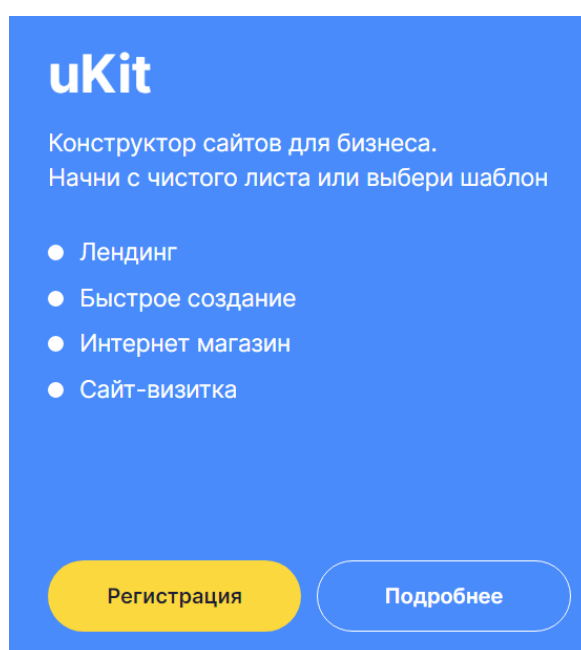 uKit
Конструктор сайтов для бизнеса.
Начни с чистого листа или выбери шаблон
Лендинг
Быстрое создание
Интернет магазин
Сайт-визитка
Регистрация
Подробнее